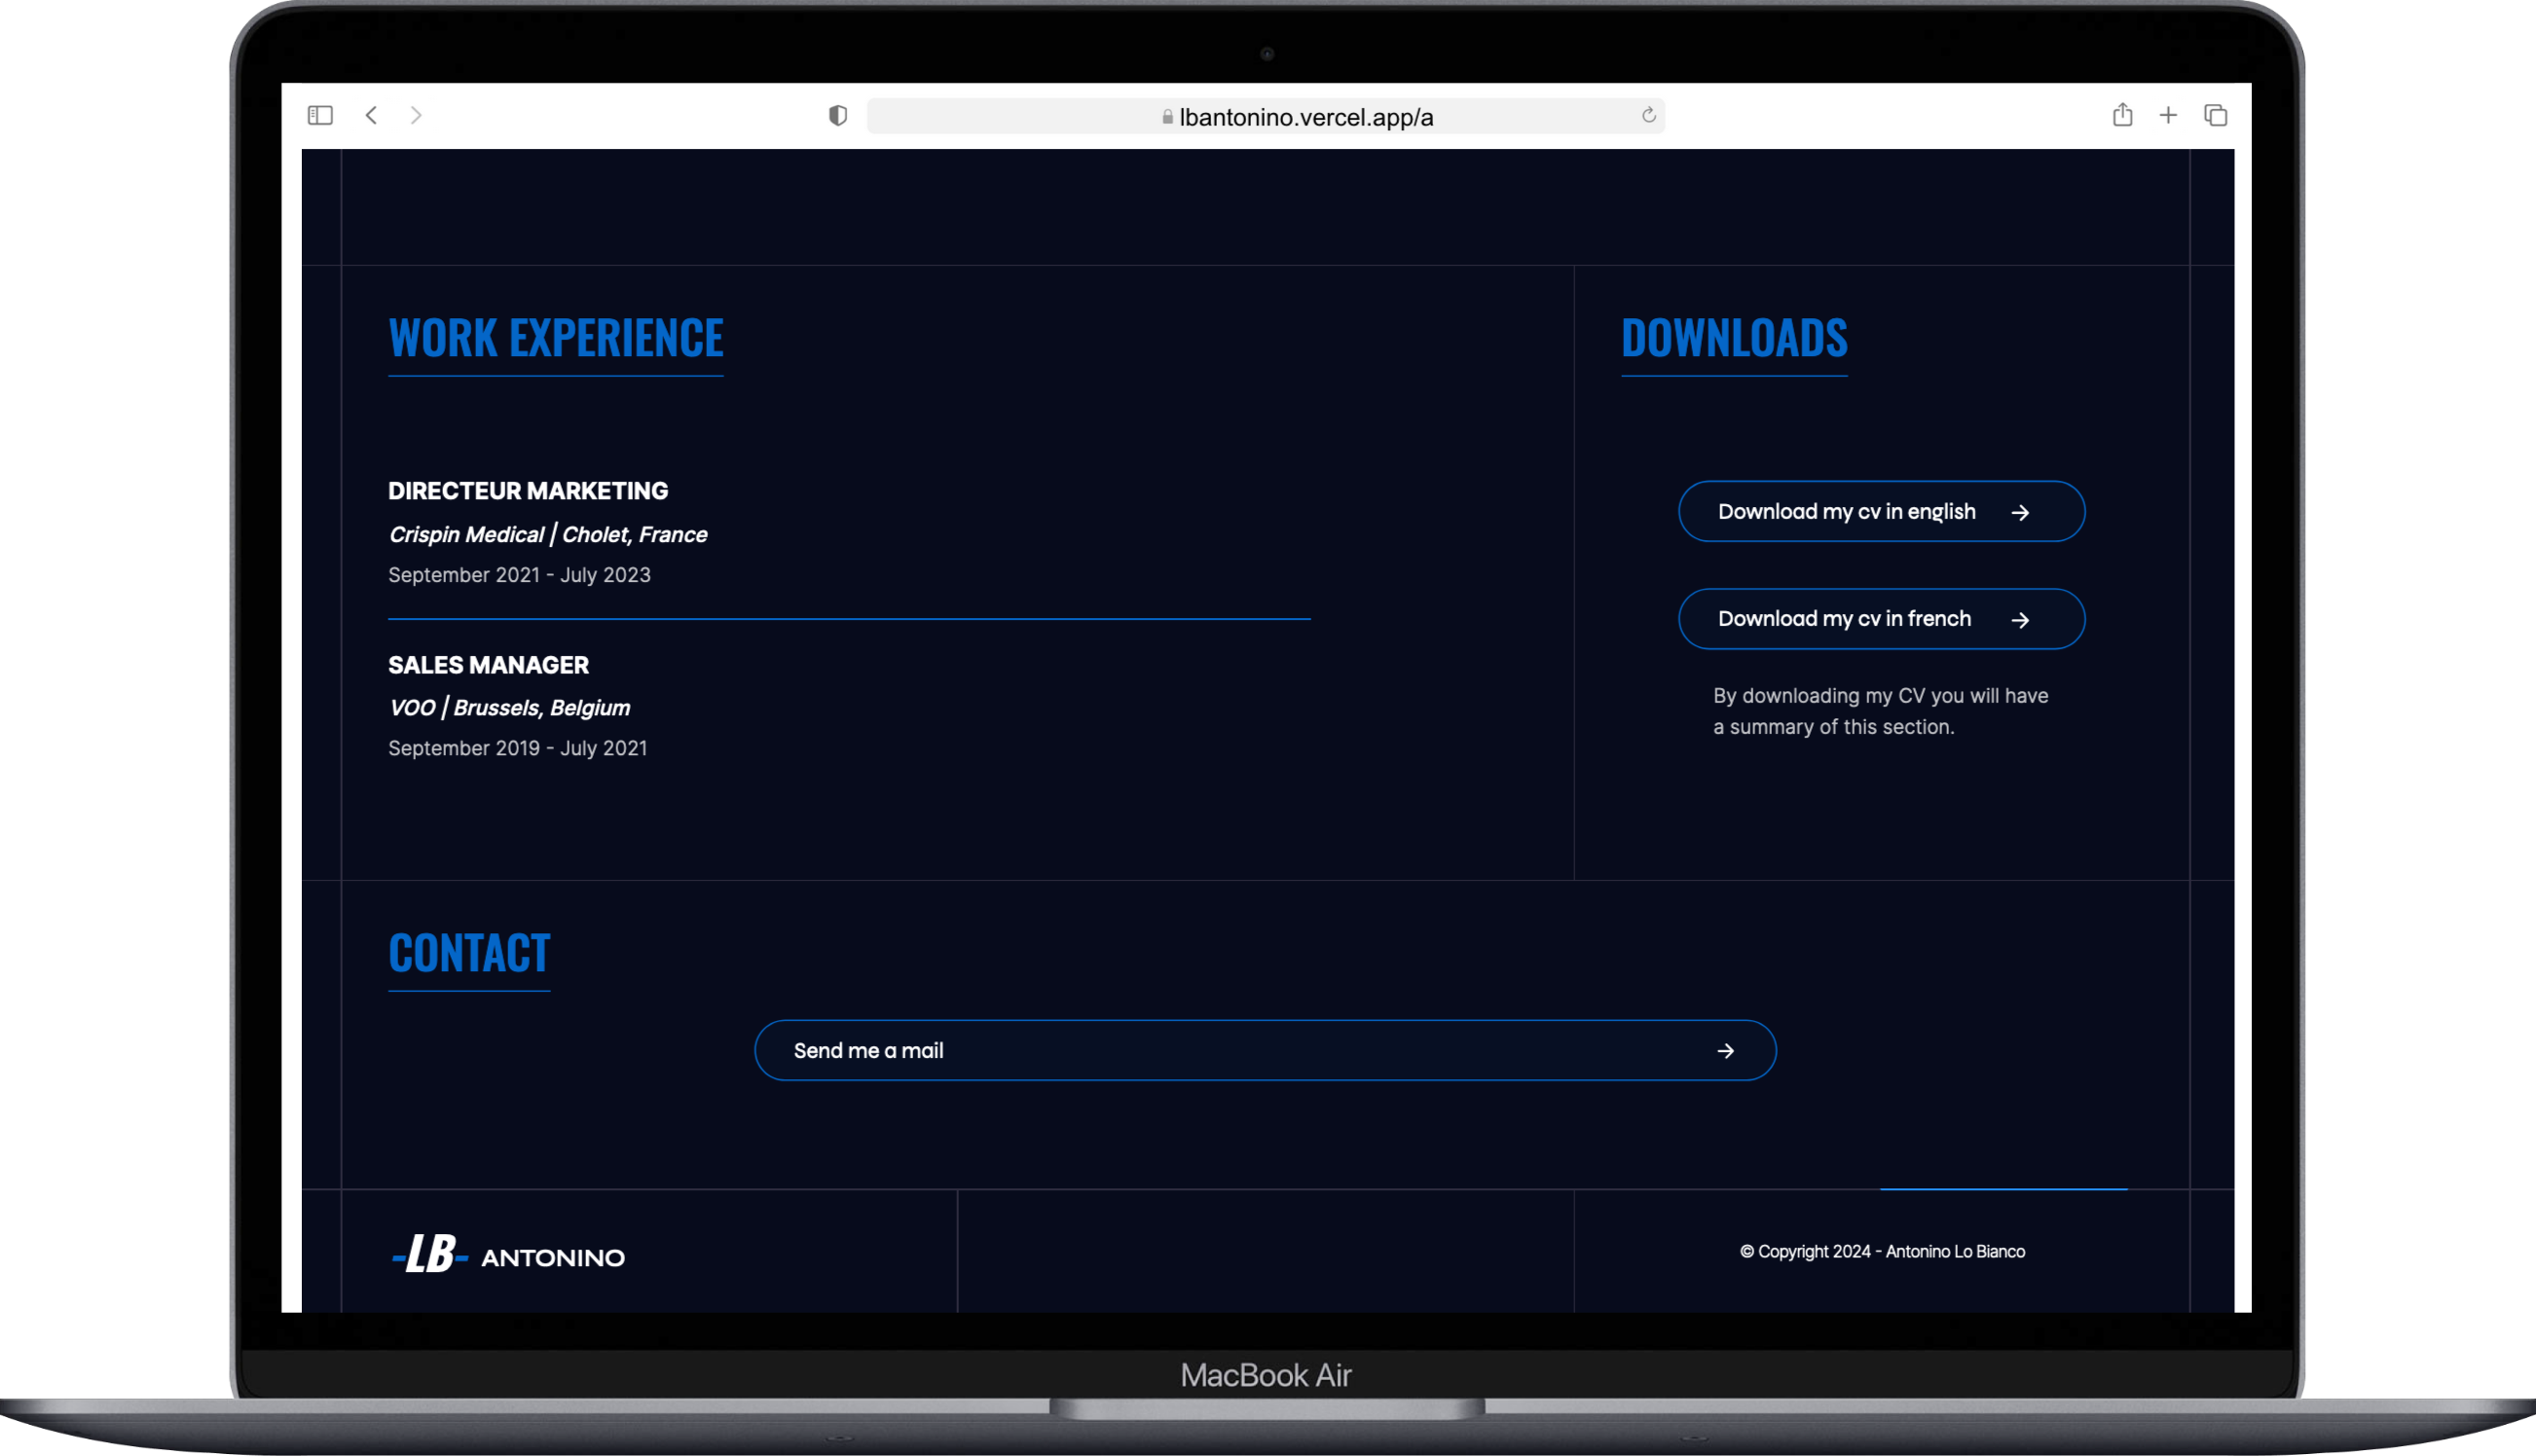 lbantonino.vercel.app/a
WORK EXPERIENCE
DIRECTEUR MARKETING
Crispin Medical | Cholet, France
September 2021 - July 2023
SALES MANAGER
VOO | Brussels, Belgium
September 2019 - July 2021
DOWNLOADS
Download my cv in english
Download my cv in french
By downloading my CV you will have
a summary of this section.
CONTACT
Send me a mail
-LB- ANTONINO
© Copyright 2024 - Antonino Lo Bianco
MacBook Air